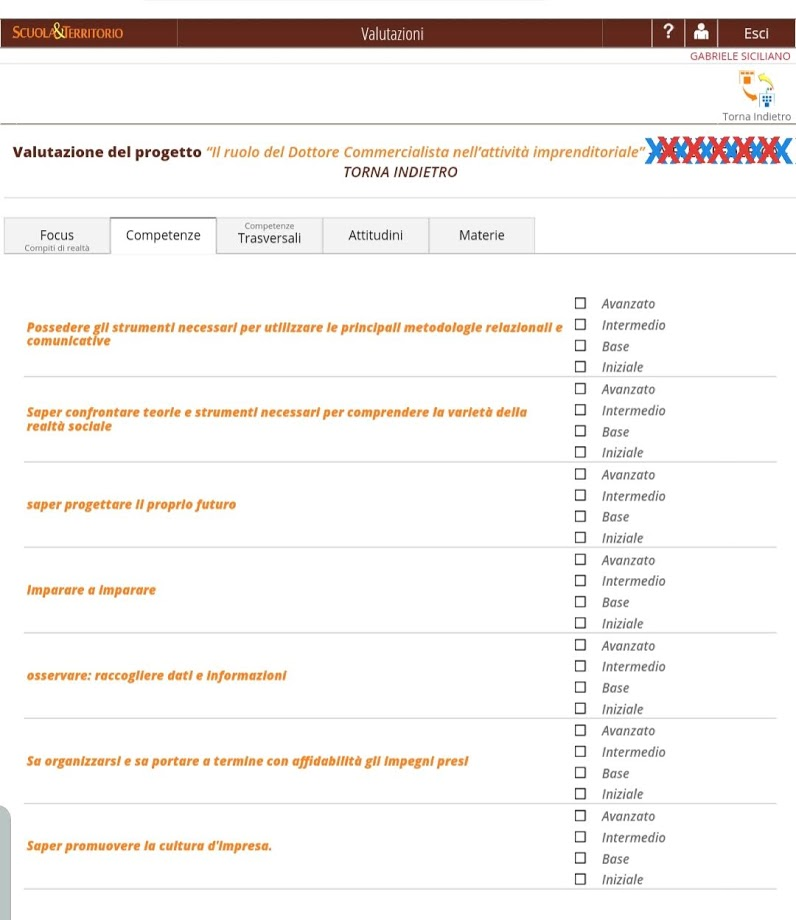 SCUOLA&TERRITORIO
Valutazioni
?
Esci
GABRIELE SICILIANO
Torna Indietro
Valutazione del progetto "Il ruolo del Dottore Commercialista nell'attività imprenditoriale"
TORNA INDIETRO
Focus
Compiti di realtà
Competenze
Competenze
Trasversali
Attitudini
Materie
Possedere gli strumenti necessari per utilizzare le principali metodologie relazionali e
comunicative
Avanzato
Intermedio
Base
Iniziale
Saper confrontare teorie e strumenti necessari per comprendere la varietà della
realtà sociale
Avanzato
Intermedio
Base
Iniziale
saper progettare il proprio futuro
Avanzato
Intermedio
Base
Iniziale
Imparare a Imparare
Avanzato
Intermedio
Base
Iniziale
osservare: raccogliere dati e informazioni
Avanzato
Intermedio
Base
Iniziale
Sa organizzarsi e sa portare a termine con affidabilità gli impegni presi
Avanzato
Intermedio
Base
Iniziale
Saper promuovere la cultura d'impresa.
Avanzato
Intermedio
Base
Iniziale